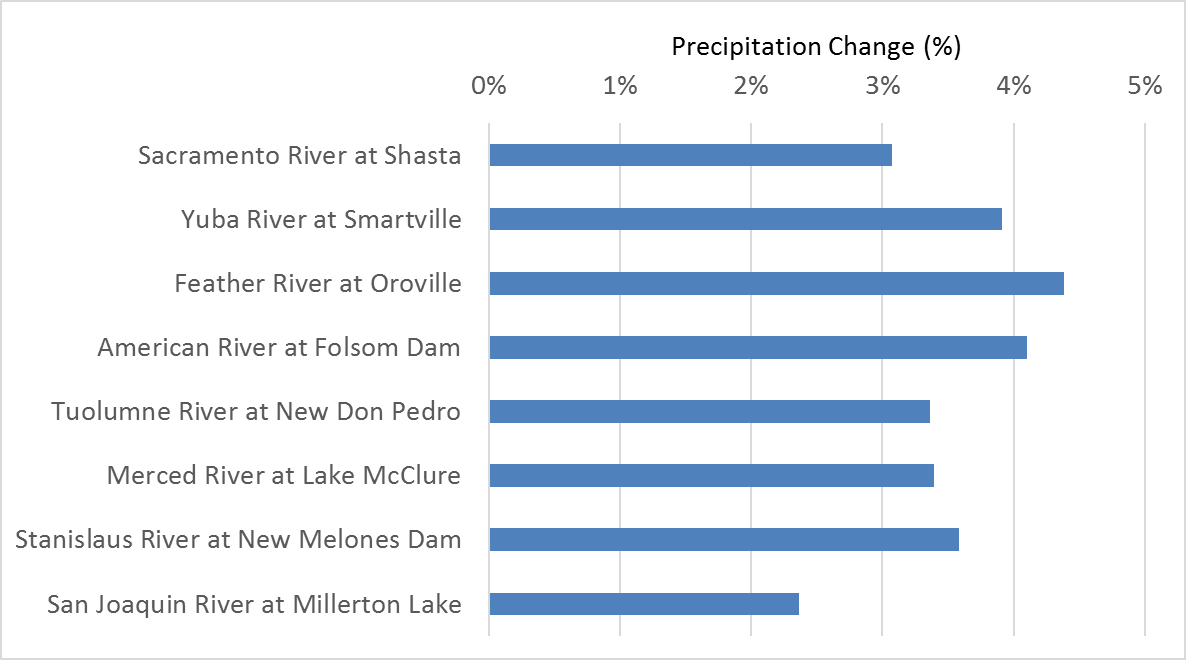 Precipitation Change (%)
0% 1% 2% 3% 4% 5%
Sacramento River at Shasta
Yuba River at Smartville
Feather River at Oroville
American River at Folsom Dam
Tuolumne River at New Don Pedro
Merced River at Lake McClure
Stanislaus River at New Melones Dam
San Joaquin River at Millerton Lake